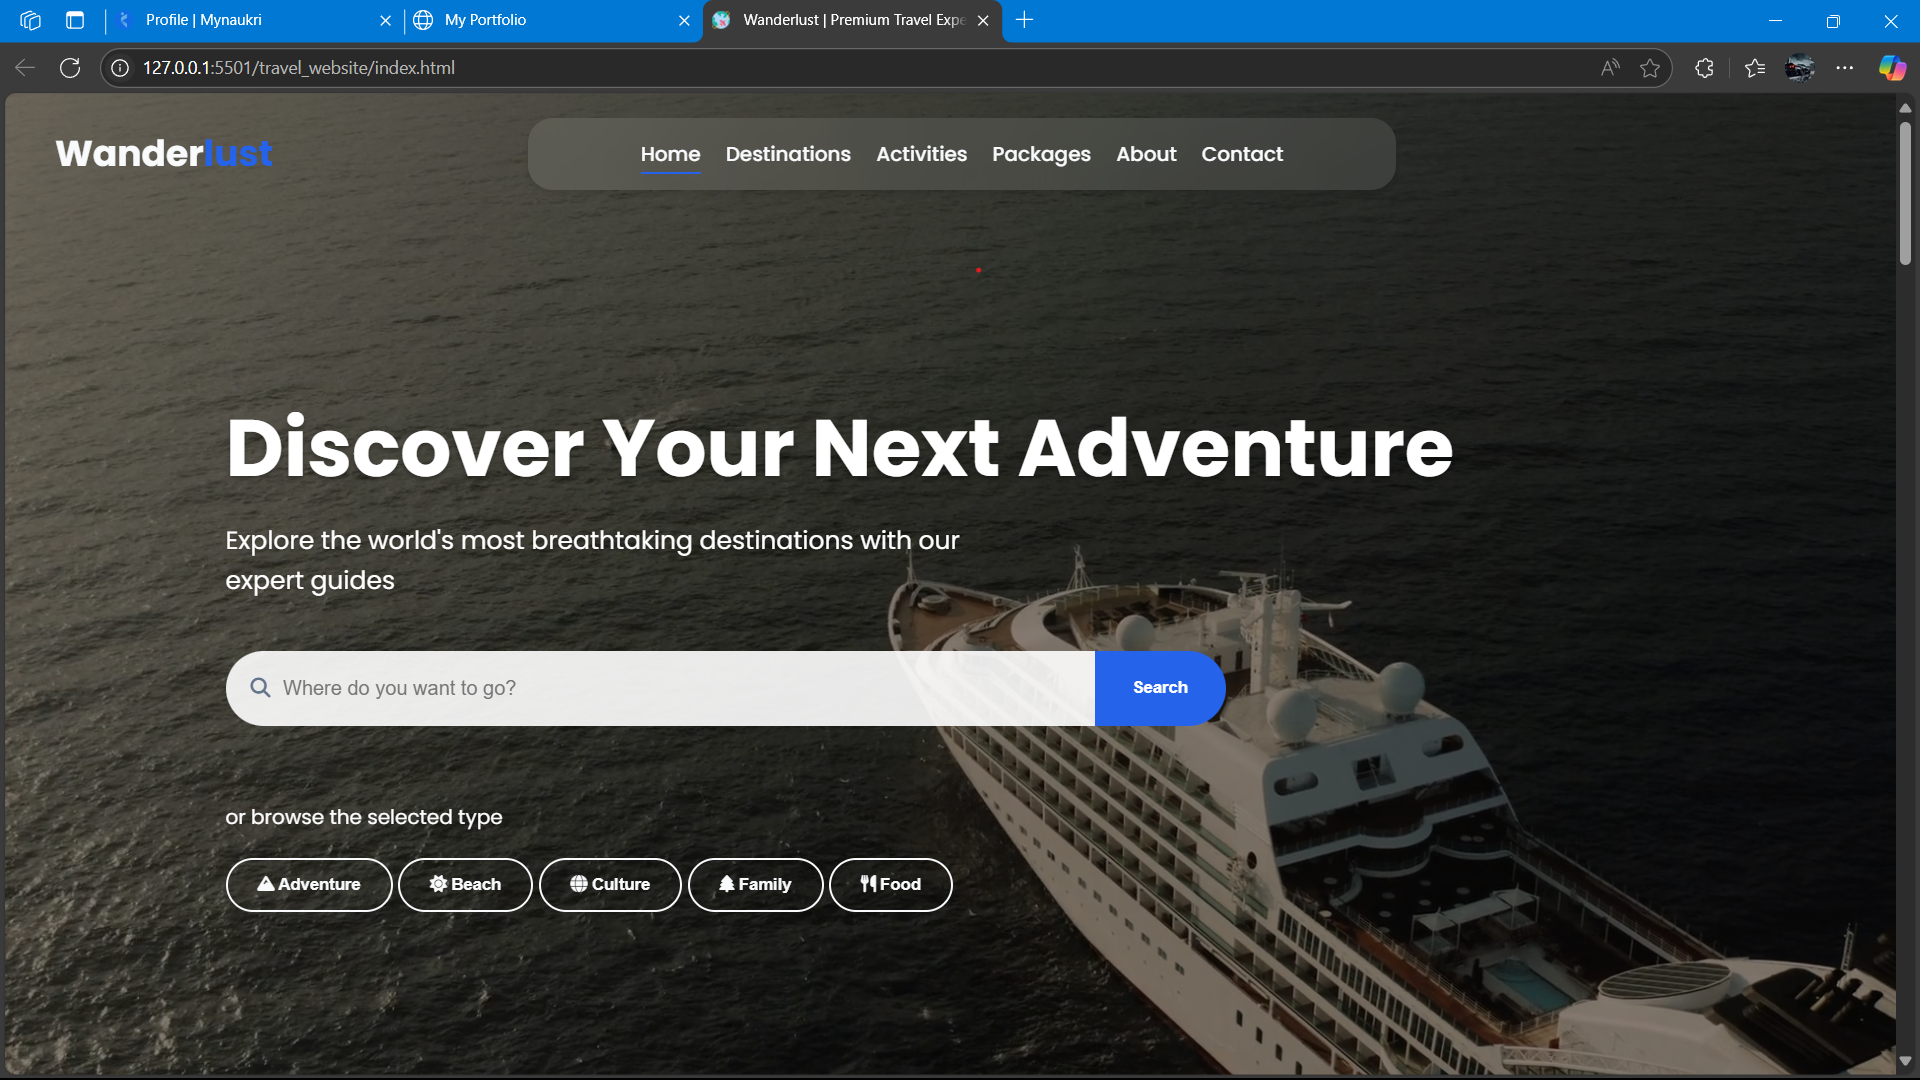 Profile | Mynaukri
My Portfolio
Wanderlust | Premium Travel Expe
127.0.0.1:5501/travel_website/index.html
Wanderlust
Home Destinations Activities Packages About Contact
Discover Your Next Adventure
Explore the world's most breathtaking destinations with our
expert guides
Where do you want to go?
Search
or browse the selected type
Adventure Beach Culture Family Food